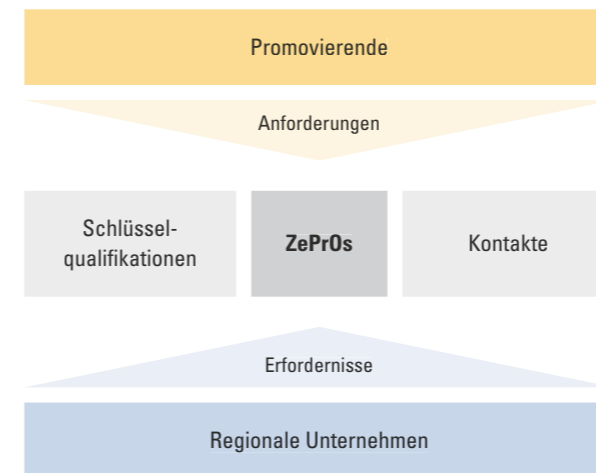 Promovierende
Anforderungen
Schlüssel-
qualifikationen
ZePrOs
Kontakte
Erfordernisse
Regionale Unternehmen